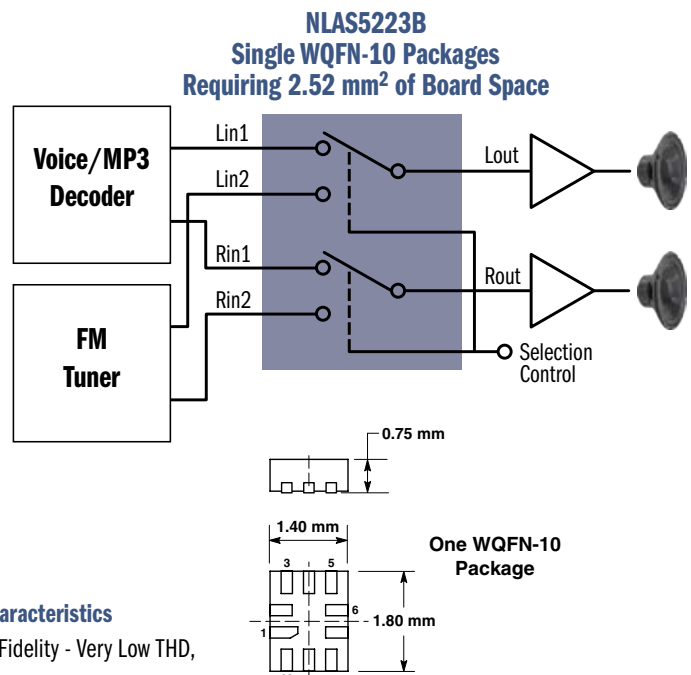 NLAS5223B
Single WQFN-10 Packages
Requiring 2.52 mm² of Board Space
Voice/MP3
Decoder
Lin1
Lin2
Rin1
Rin2
Lout
Rout
FM
Tuner
Selection
Control
0.75 mm
1.40 mm
One WQFN-10
Package
3
5
6
1
1.80 mm
aracteristics
Fidelity - Very Low THD,